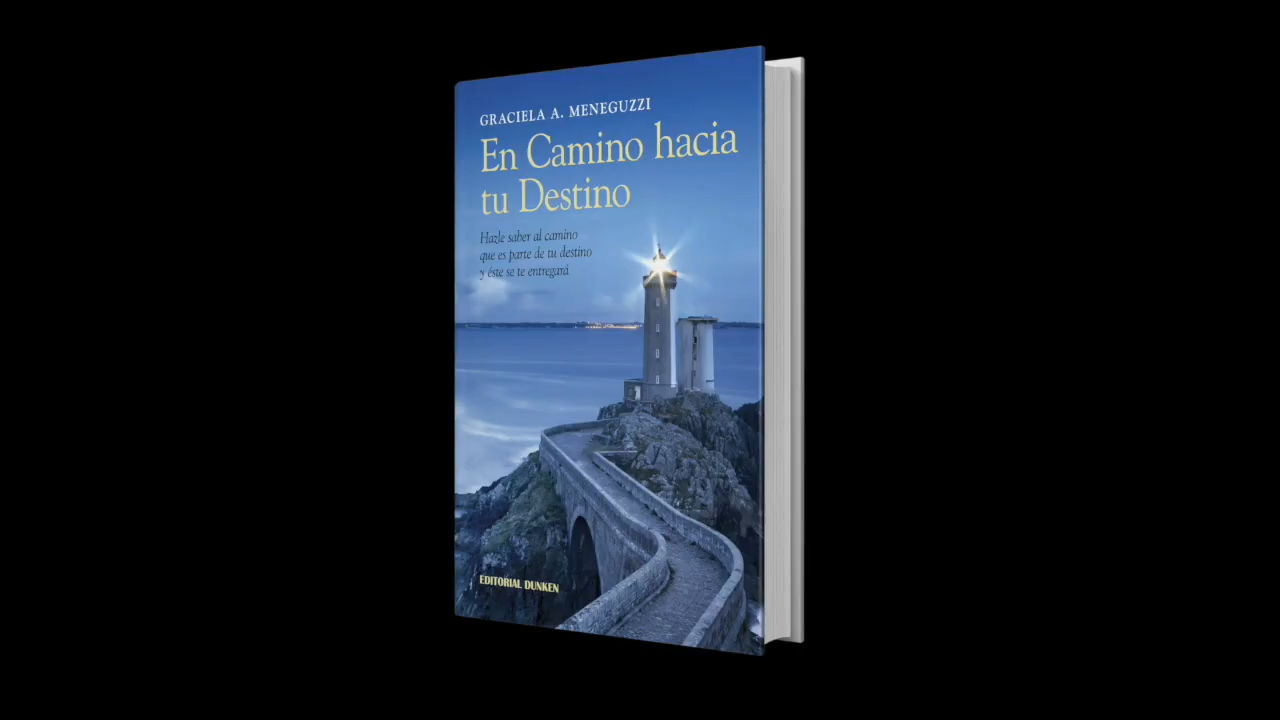 GRACIELA A. MENEGUZZI
En Camino hacia
tu Destino
Hazle saber al camino
que es parte de tu destino
y éste se te entregará
EDITORIAL DUNKEN